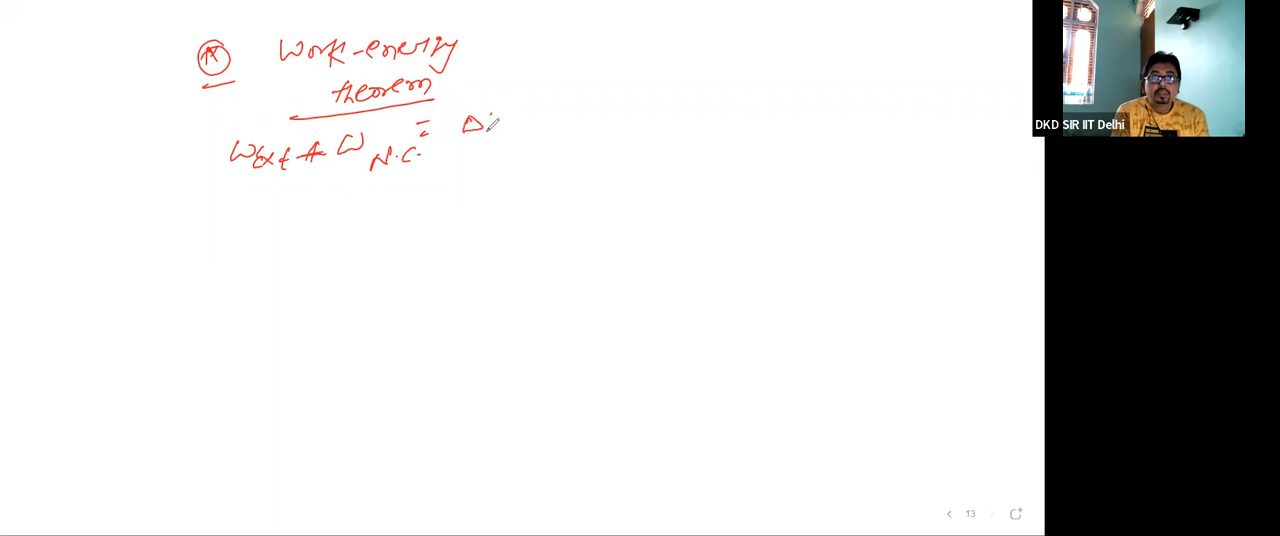 Work-energy
theorem
Wext + W N.C. = Δ
DKD SIR IIT Delhi
13